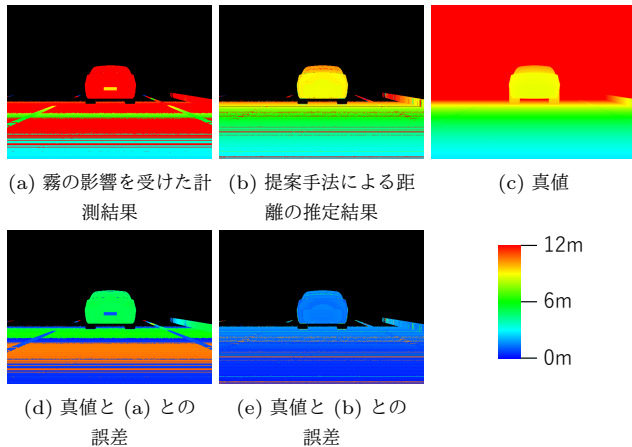 (a) 霧の影響を受けた計
測結果
(b) 提案手法による距
離の推定結果
(c) 真値
12m
6m
0m
(d) 真値と (a) との
誤差
(e) 真値と (b) との
誤差